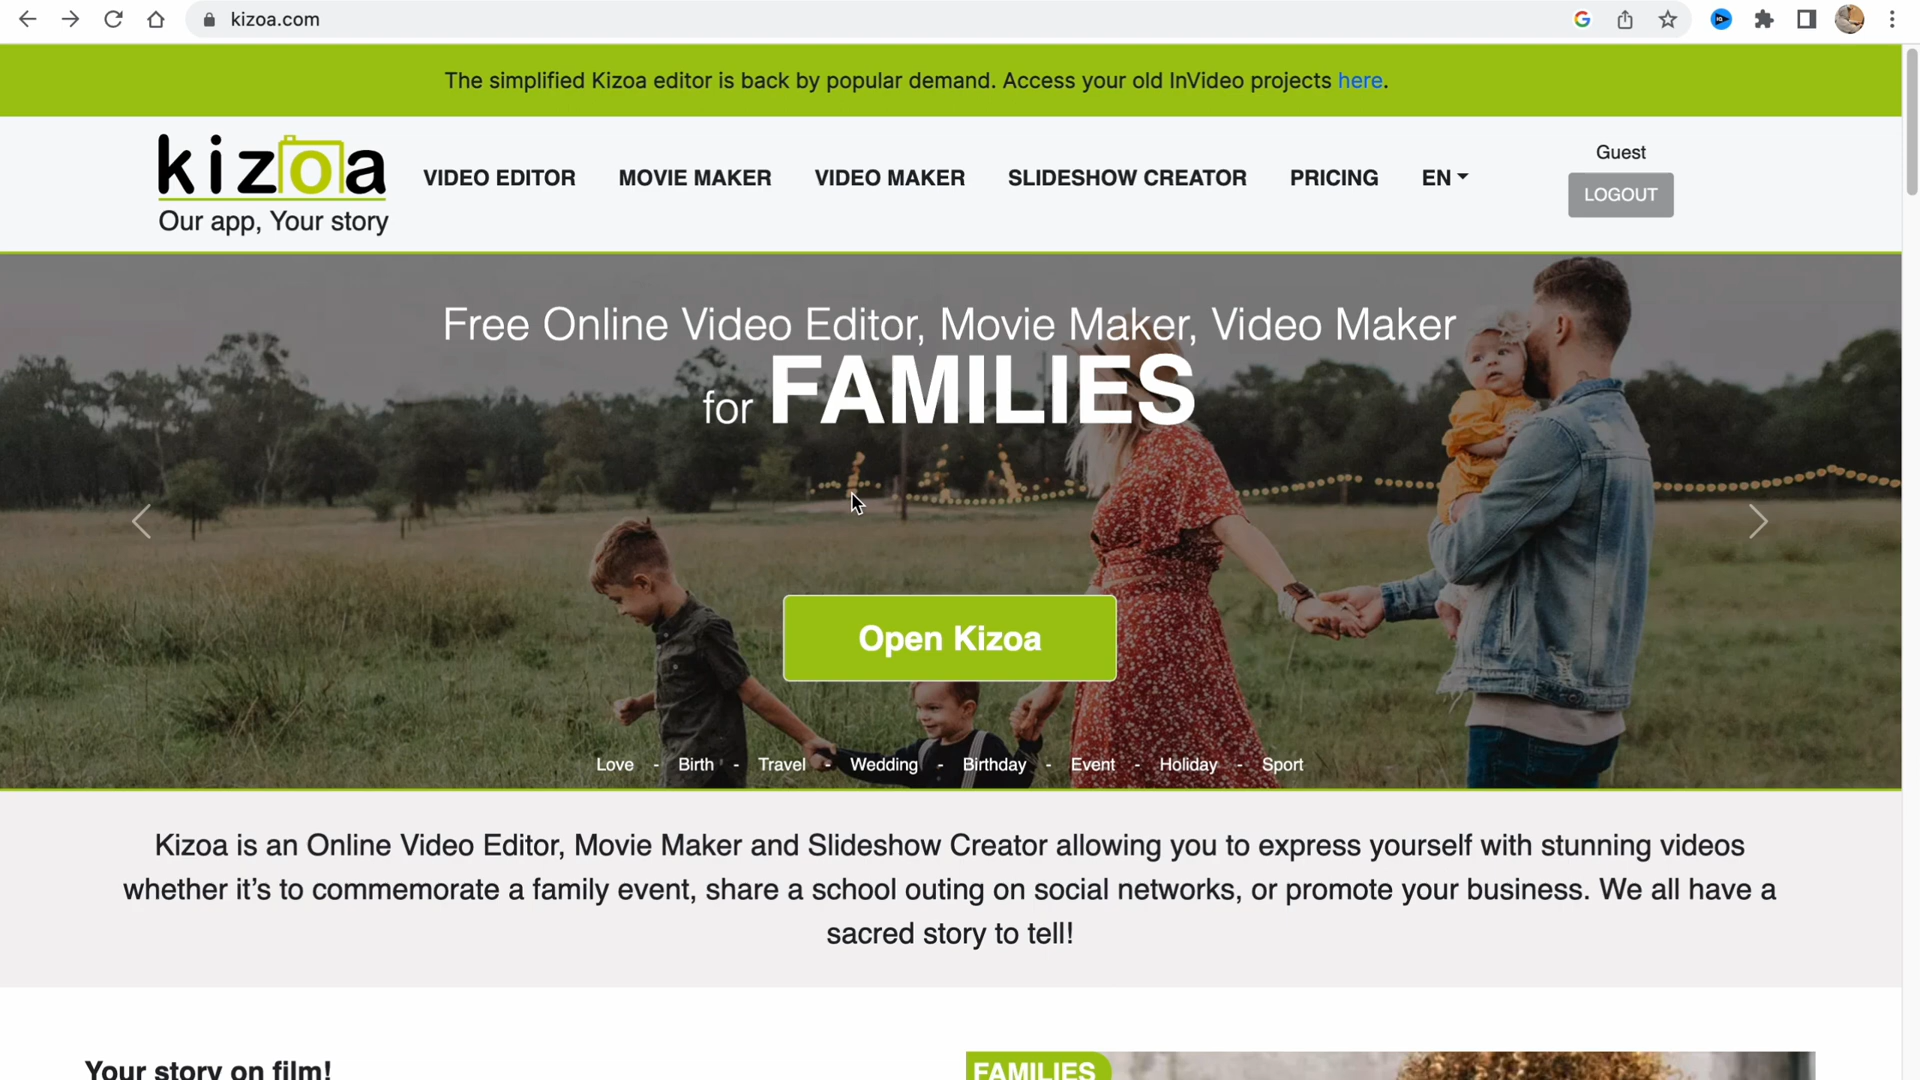 kizoa.com
The simplified Kizoa editor is back by popular demand. Access your old InVideo projects here.
kizoa
Our app, Your story
VIDEO EDITOR
MOVIE MAKER
VIDEO MAKER
SLIDESHOW CREATOR
PRICING
EN
Guest
LOGOUT
Free Online Video Editor, Movie Maker, Video Maker
for FAMILIES
Open Kizoa
Love - Birth - Travel - Wedding - Birthday - Event - Holiday - Sport
Kizoa is an Online Video Editor, Movie Maker and Slideshow Creator allowing you to express yourself with stunning videos
whether it's to commemorate a family event, share a school outing on social networks, or promote your business. We all have a
sacred story to tell!
Your story on film!
FAMILIES